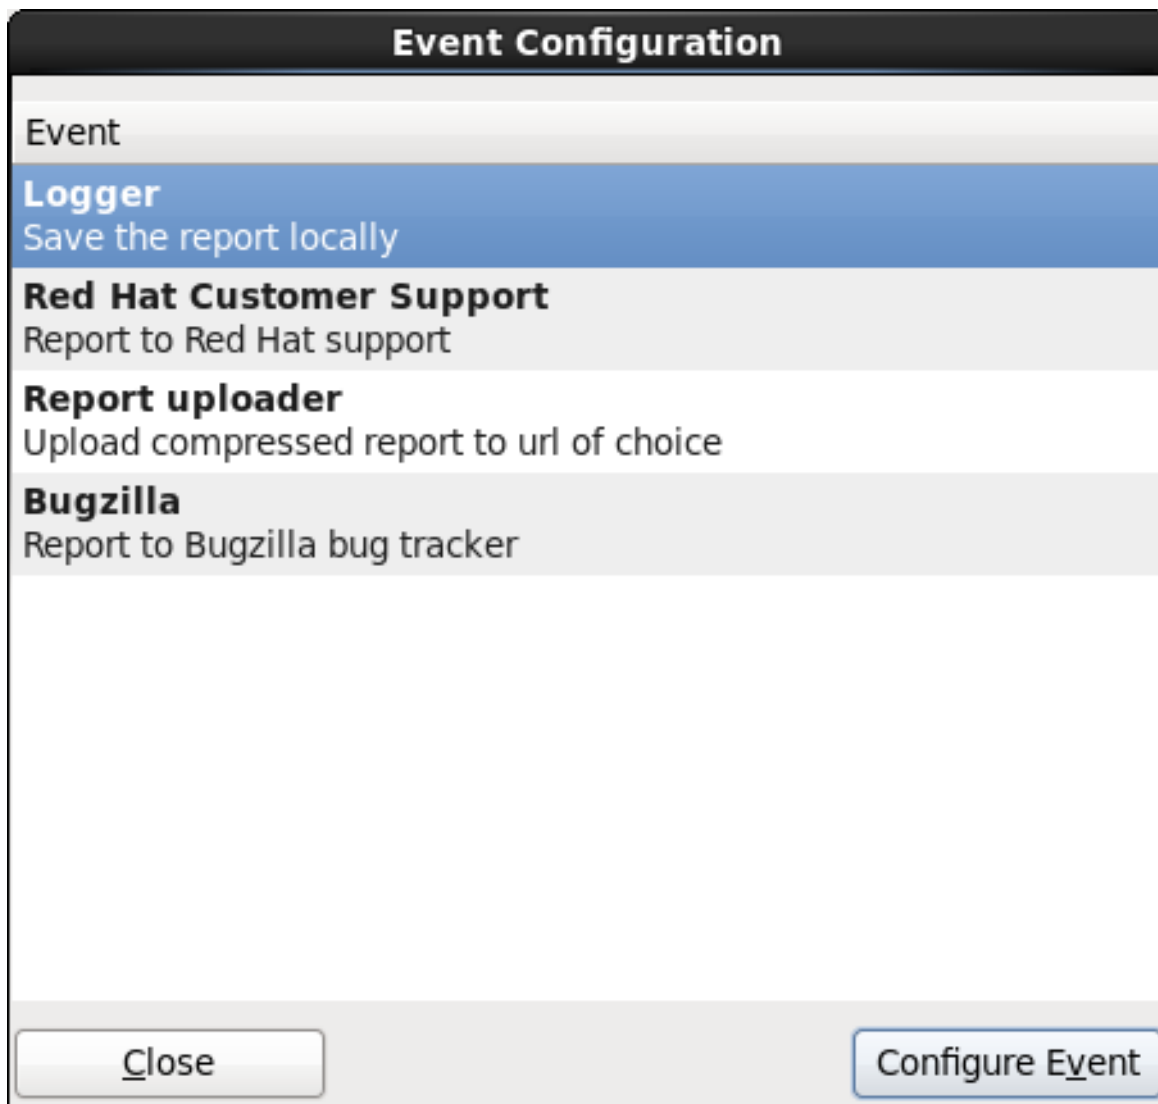 Event Configuration
Event
Logger
Save the report locally
Red Hat Customer Support
Report to Red Hat support
Report uploader
Upload compressed report to url of choice
Bugzilla
Report to Bugzilla bug tracker
Close
Configure Event